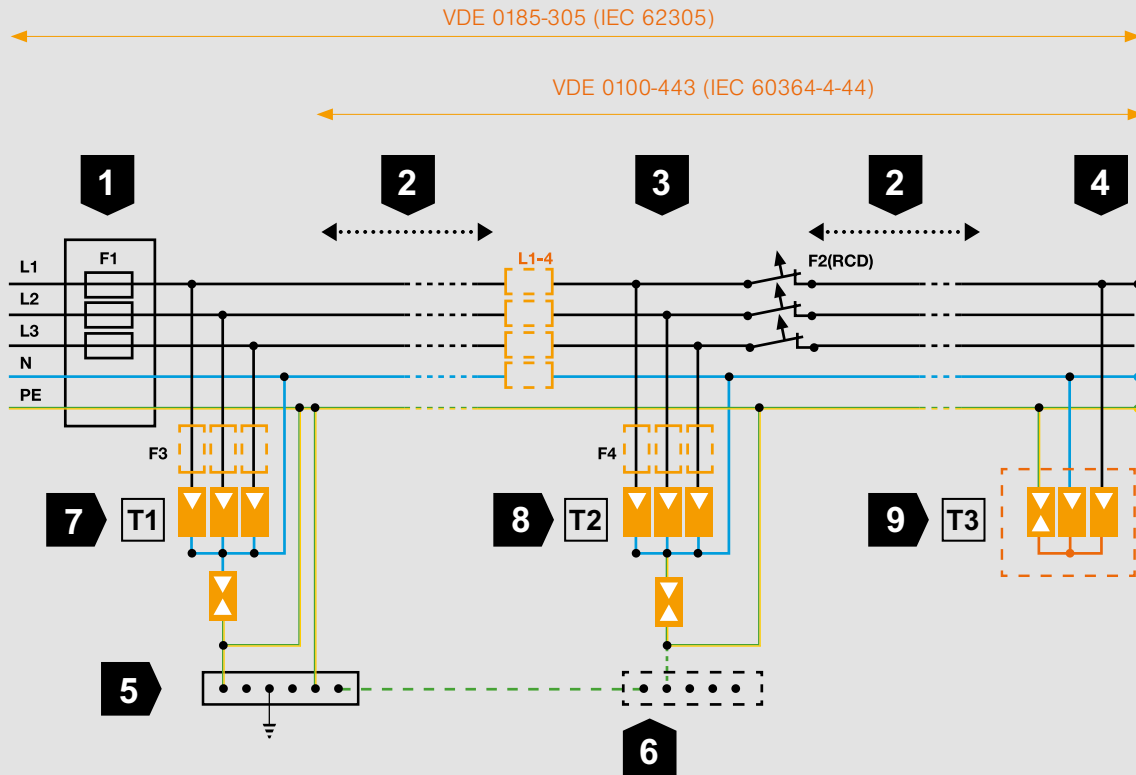 VDE 0185-305 (IEC 62305)
VDE 0100-443 (IEC 60364-4-44)
1
2
3
2
4
F1
L1-4
F2(RCD)
L1
L2
L3
N
PE
F3
F4
7
T1
8
T2
9
T3
5
6